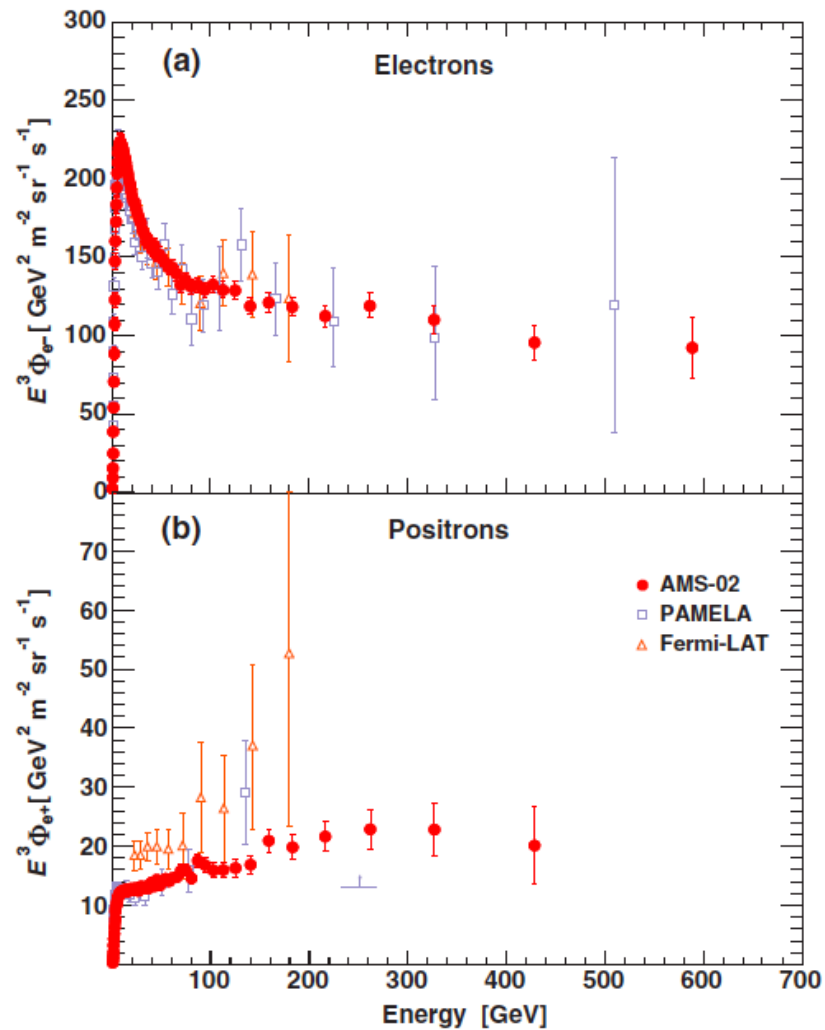 300
(a)
Electrons
250
200
150
100
50
0
E³Φe-[ GeV² m⁻² sr⁻¹ s⁻¹]
(b)
Positrons
70
60
50
40
30
20
10
E³Φe+[ GeV² m⁻² sr⁻¹ s⁻¹]
AMS-02
PAMELA
Fermi-LAT
100 200 300 400 500 600 700
Energy [GeV]